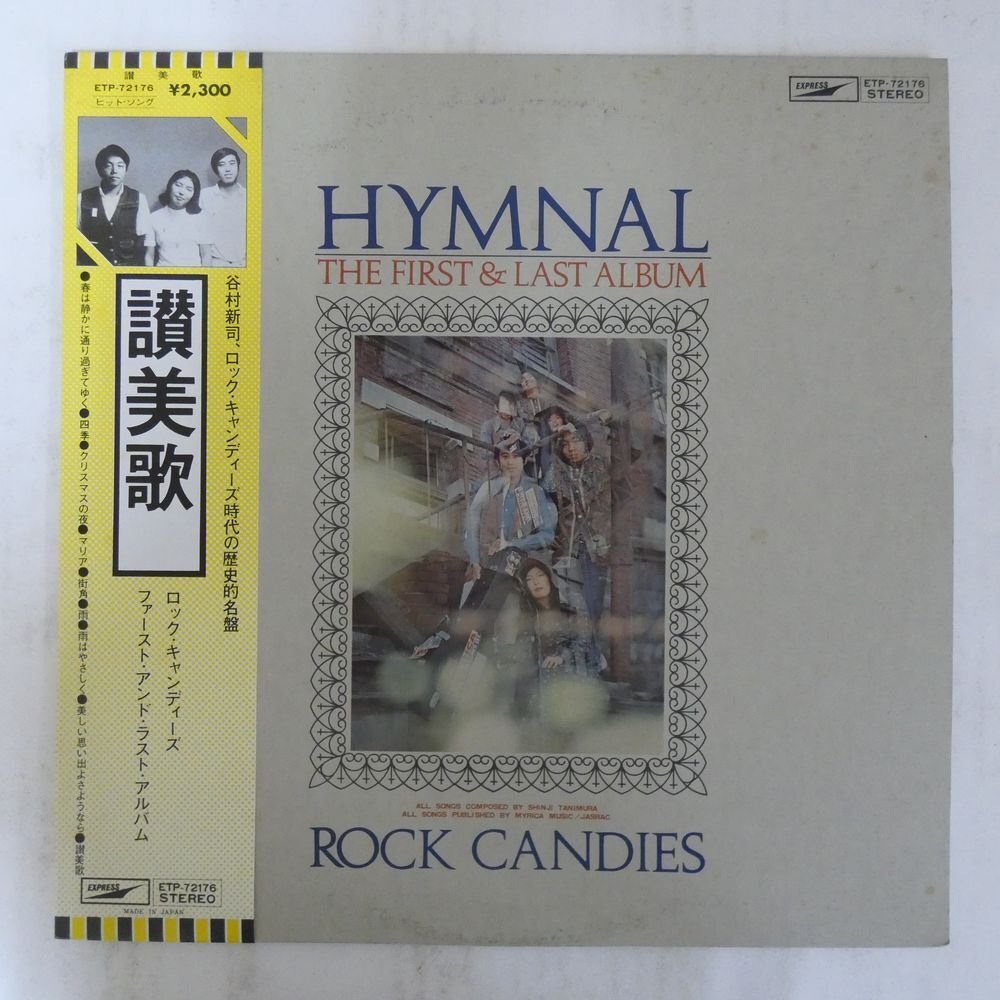 讃美歌
ETP-72176 ¥2,300
ヒット・ソング
谷村新司、ロック・キャンディーズ時代の歴史的名盤
讃美歌
ロック・キャンディーズ
ファースト・アンド・ラスト・アルバム
●春は静かに通り過ぎてゆく●四季●クリスマスの夜●マリア●街角●雨●雨はやさしく●美しい思い出よさようなら●讃美歌
EXPRESS
ETP-72176
STEREO
MADE IN JAPAN
EXPRESS
ETP-72176
STEREO
HYMNAL
THE FIRST & LAST ALBUM
ALL SONGS COMPOSED BY SHINJI TANIMURA
ALL SONGS PUBLISHED BY MYRICA MUSIC/JASRAC
ROCK CANDIES